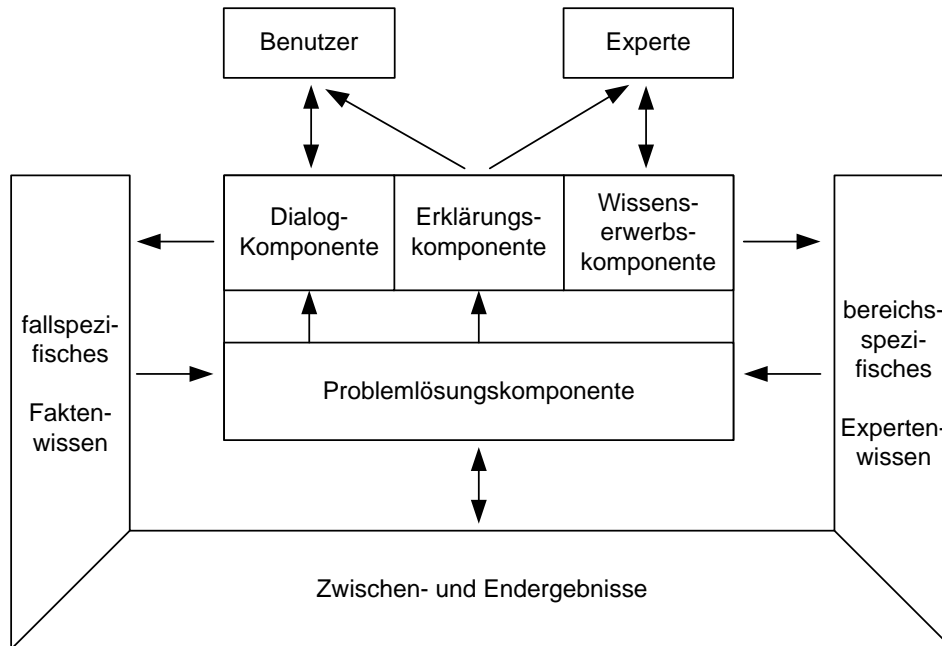 Benutzer
Experte
Dialog-
Komponente
Erklärungs-
komponente
Wissens-
erwerbs-
komponente
fallspezi-
fisches
Fakten-
wissen
Problemlösungskomponente
bereichs-
spezi-
fisches
Experten-
wissen
Zwischen- und Endergebnisse